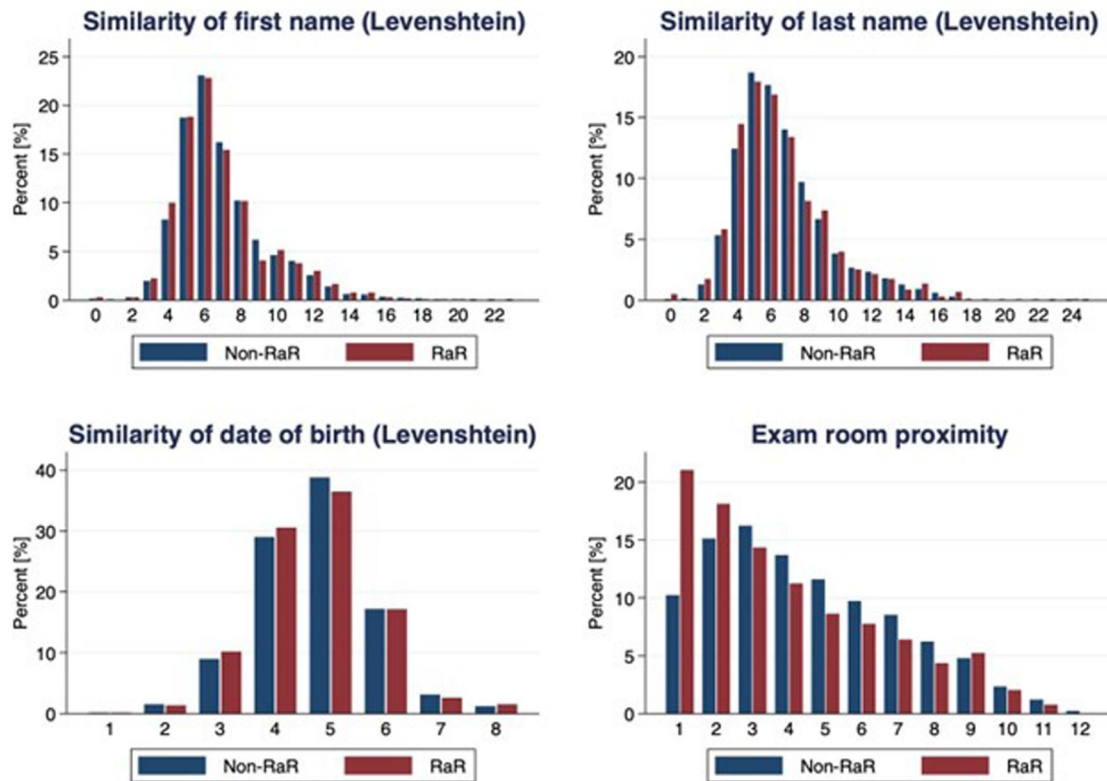 Similarity of first name (Levenshtein)
Percent [%]
25
20
15
10
5
0
0 2 4 6 8 10 12 14 16 18 20 22
Non-RaR RaR
Similarity of last name (Levenshtein)
Percent [%]
20
15
10
5
0
0 2 4 6 8 10 12 14 16 18 20 22 24
Non-RaR RaR
Similarity of date of birth (Levenshtein)
Percent [%]
40
30
20
10
0
1 2 3 4 5 6 7 8
Non-RaR RaR
Exam room proximity
Percent [%]
20
15
10
5
0
1 2 3 4 5 6 7 8 9 10 11 12
Non-RaR RaR